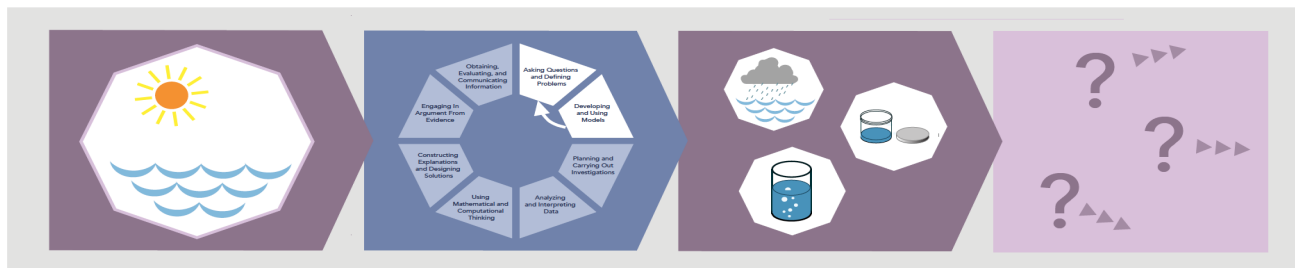 Asking Questions
and Defining
Problems
Developing
and Using
Models
Planning and
Carrying Out
Investigations
Analyzing
and Interpreting
Data
Using
Mathematical and
Computational
Thinking
Constructing
Explanations
and Designing
Solutions
Engaging In
Argument From
Evidence
Obtaining,
Evaluating, and
Communicating
Information
?
?
?